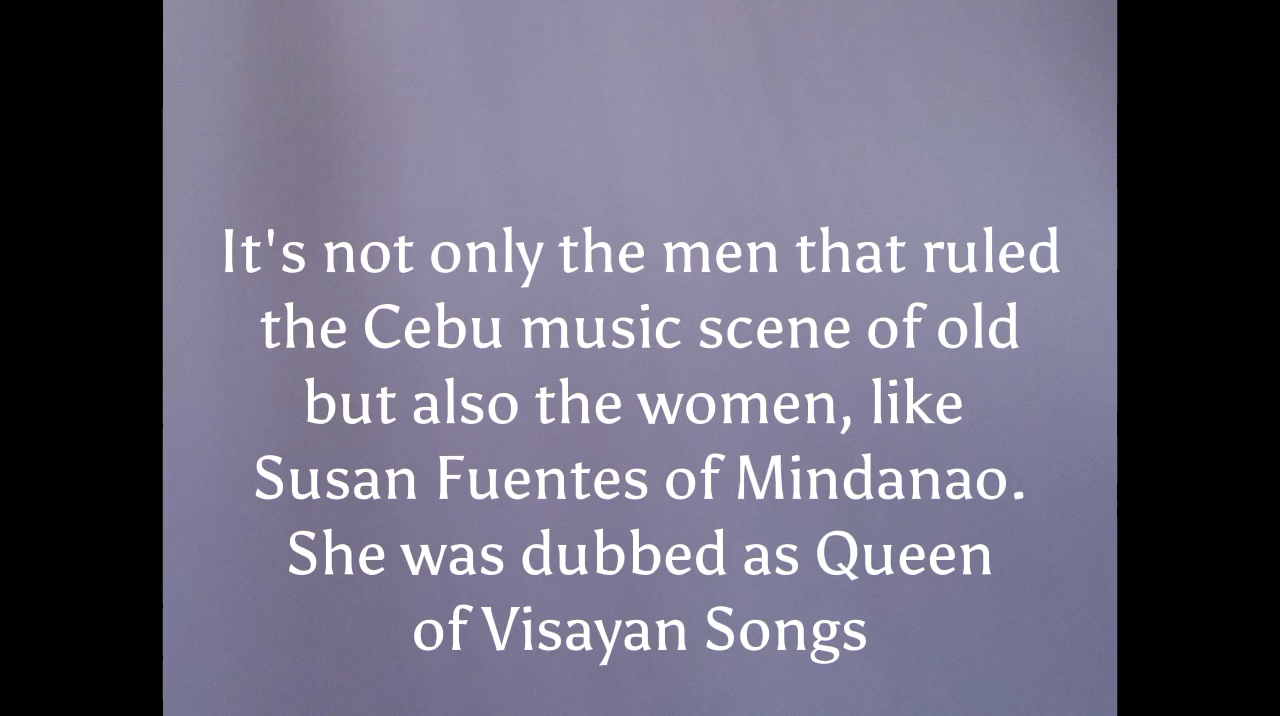 It's not only the men that ruled
the Cebu music scene of old
but also the women, like
Susan Fuentes of Mindanao.
She was dubbed as Queen
of Visayan Songs